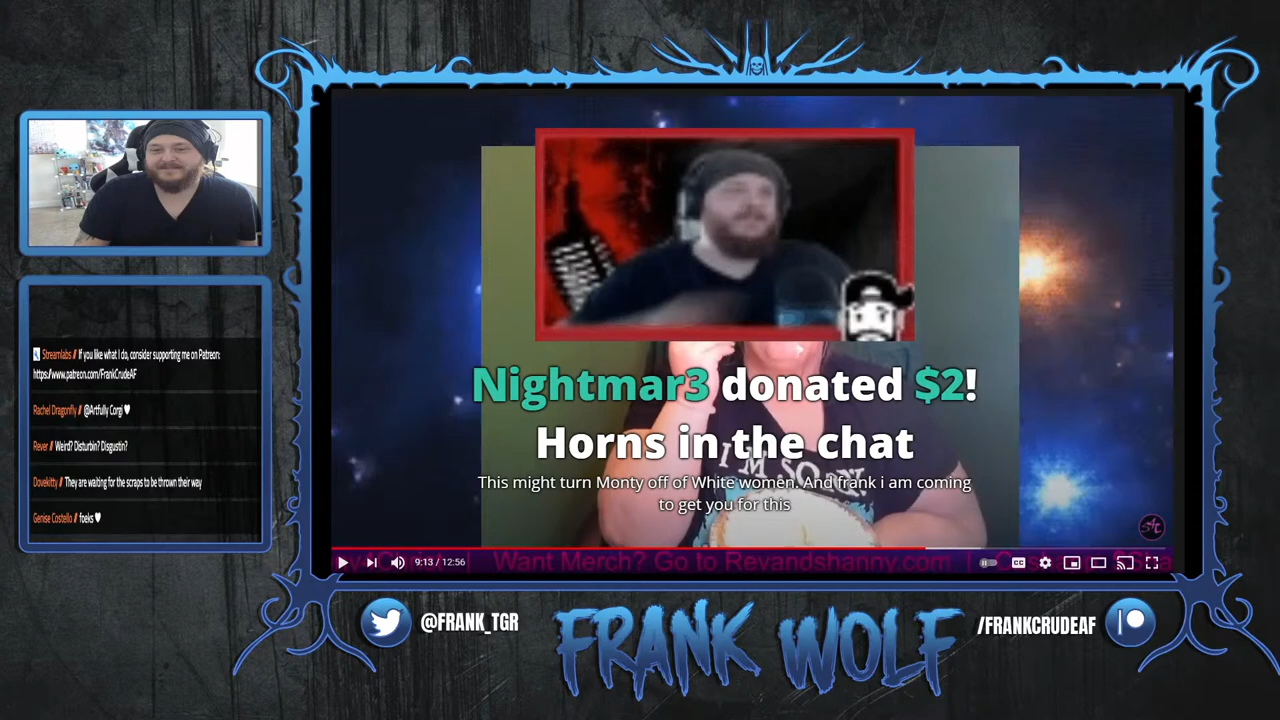 Streamlabs // If you like what I do, consider supporting me on Patreon:
https://www.patreon.com/FrankCrudeAF
Rachel Dragonfly // @Artfully Corgi ♥
Rever // Weird? Disturbin? Disgustin?
Dovekitty // They are waiting for the scraps to be thrown their way
Genise Costello // foeks ♥
Nightmar3 donated $2!
Horns in the chat
I'M SORRY
This might turn Monty off of White women. And frank i am coming
to get you for this
Want Merch? Go to Revandshanny.com
9:13 / 12:56
CC
@FRANK_TGR
FRANK WOLF
/FRANKCRUDEAF